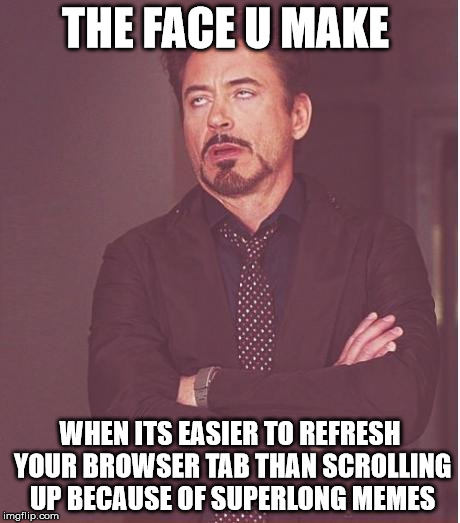 THE FACE U MAKE
WHEN ITS EASIER TO REFRESH
YOUR BROWSER TAB THAN SCROLLING
UP BECAUSE OF SUPERLONG MEMES
imgflip.com